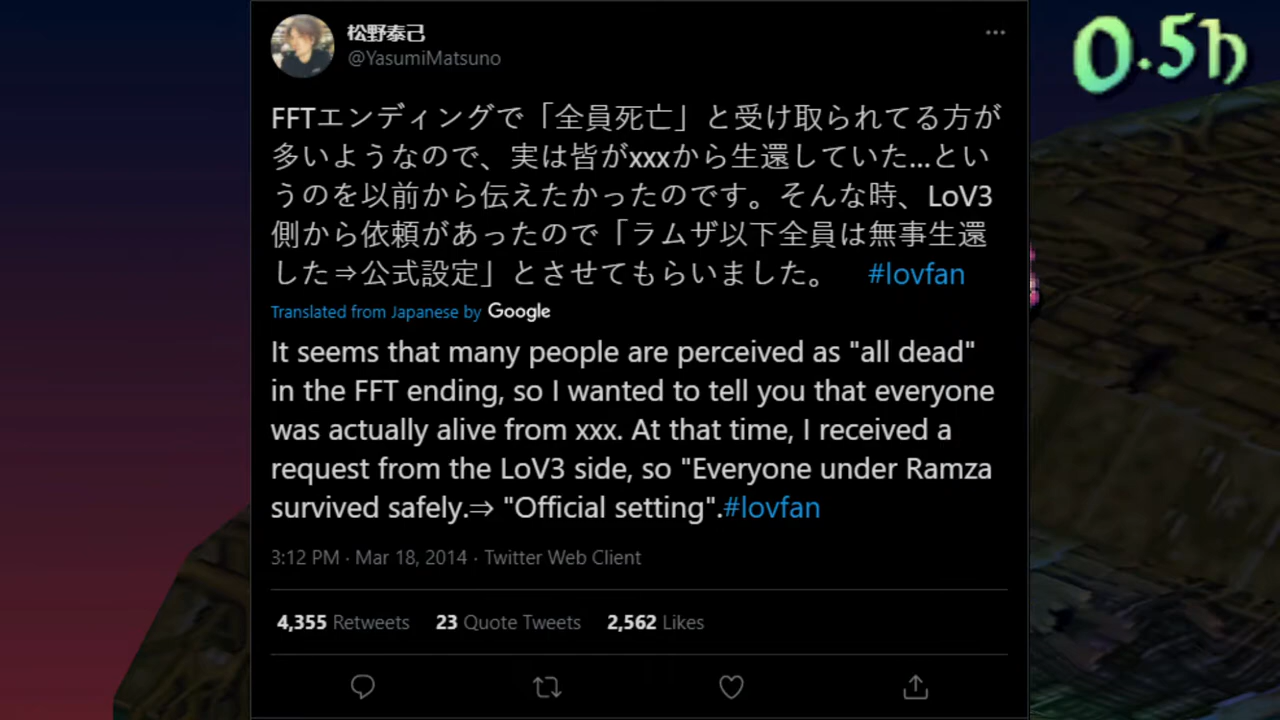 松野泰己
@YasumiMatsuno
0.5h
FFTエンディングで「全員死亡」と受け取られてる方が
多いようなので、実は皆がxxxから生還していた...とい
うのを以前から伝えたかったのです。そんな時、LoV3
側から依頼があったので「ラムザ以下全員は無事生還
した⇒公式設定」とさせてもらいました。 #lovfan
Translated from Japanese by Google
It seems that many people are perceived as "all dead"
in the FFT ending, so I wanted to tell you that everyone
was actually alive from xxx. At that time, I received a
request from the LoV3 side, so "Everyone under Ramza
survived safely.⇒ "Official setting".#lovfan
3:12 PM · Mar 18, 2014 · Twitter Web Client
4,355 Retweets 23 Quote Tweets 2,562 Likes